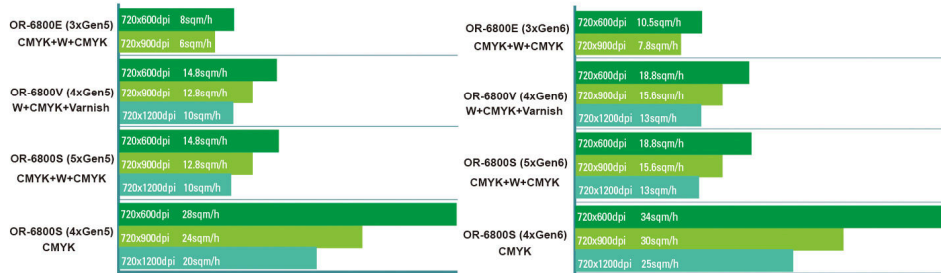 OR-6800E (3xGen5)
CMYK+W+CMYK
720x600dpi 8sqm/h
720x900dpi 6sqm/h
OR-6800V (4xGen5)
W+CMYK+Varnish
720x600dpi 14.8sqm/h
720x900dpi 12.8sqm/h
720x1200dpi 10sqm/h
OR-6800S (5xGen5)
CMYK+W+CMYK
720x600dpi 14.8sqm/h
720x900dpi 12.8sqm/h
720x1200dpi 10sqm/h
OR-6800S (4xGen5)
CMYK
720x600dpi 28sqm/h
720x900dpi 24sqm/h
720x1200dpi 20sqm/h
OR-6800E (3xGen6)
CMYK+W+CMYK
720x600dpi 10.5sqm/h
720x900dpi 7.8sqm/h
OR-6800V (4xGen6)
W+CMYK+Varnish
720x600dpi 18.8sqm/h
720x900dpi 15.6sqm/h
720x1200dpi 13sqm/h
OR-6800S (5xGen6)
CMYK+W+CMYK
720x600dpi 18.8sqm/h
720x900dpi 15.6sqm/h
720x1200dpi 13sqm/h
OR-6800S (4xGen6)
CMYK
720x600dpi 34sqm/h
720x900dpi 30sqm/h
720x1200dpi 25sqm/h